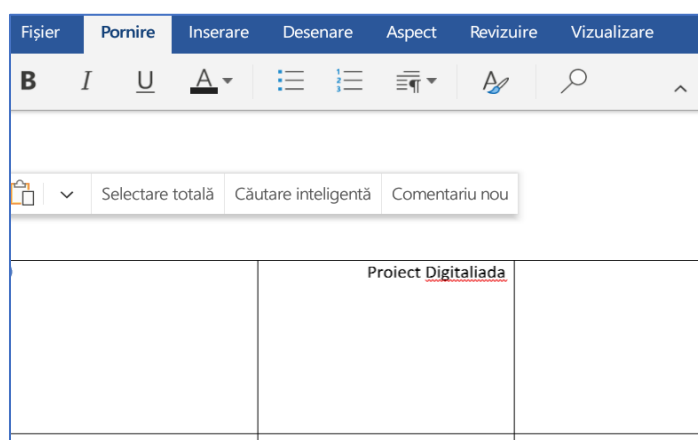 Fișier Pornire Inserare Desenare Aspect Revizuire Vizualizare
B I U A
Selectare totală Căutare inteligentă Comentariu nou
Proiect Digitaliada